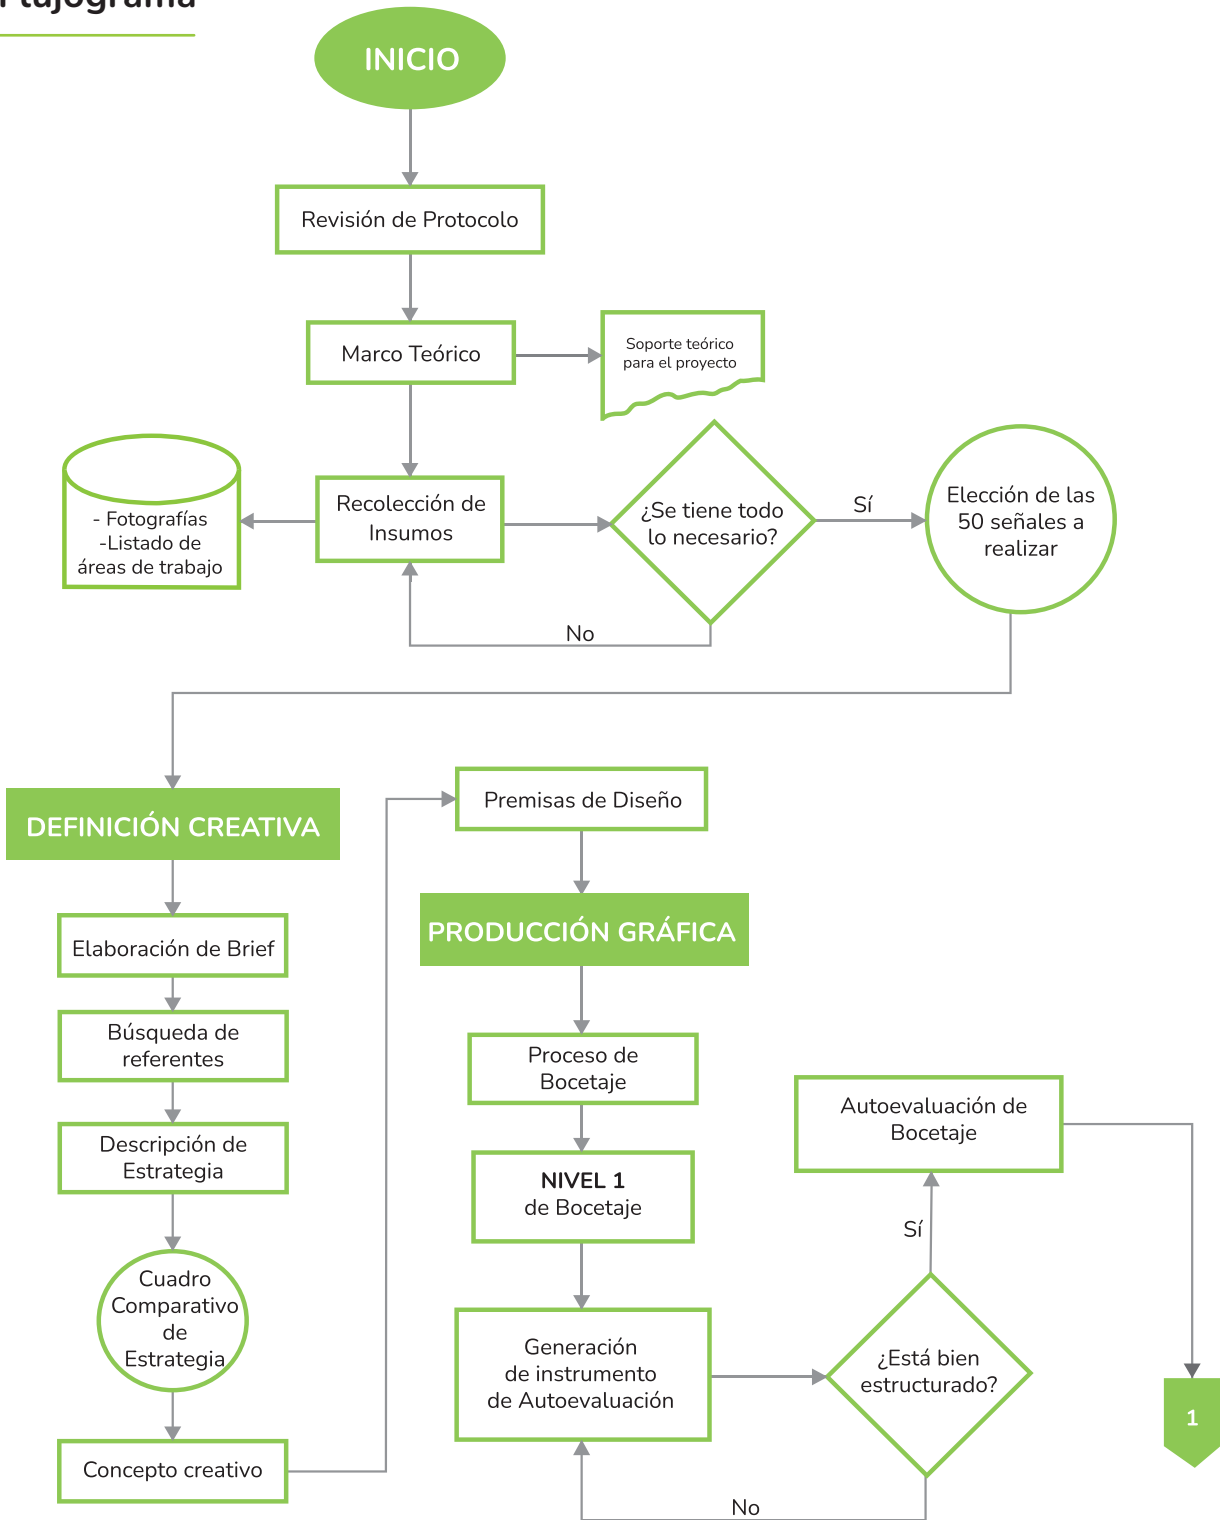 Flujograma
INICIO
Revisión de Protocolo
Marco Teórico
Soporte teórico
para el proyecto
- Fotografías
-Listado de
áreas de trabajo
Recolección de
Insumos
¿Se tiene todo
lo necesario?
Sí
Elección de las
50 señales a
realizar
No
DEFINICIÓN CREATIVA
Elaboración de Brief
Búsqueda de
referentes
Descripción de
Estrategia
Cuadro
Comparativo
de
Estrategia
Concepto creativo
Premisas de Diseño
PRODUCCIÓN GRÁFICA
Proceso de
Bocetaje
NIVEL 1
de Bocetaje
Generación
de instrumento
de Autoevaluación
¿Está bien
estructurado?
No
Sí
Autoevaluación de
Bocetaje
1